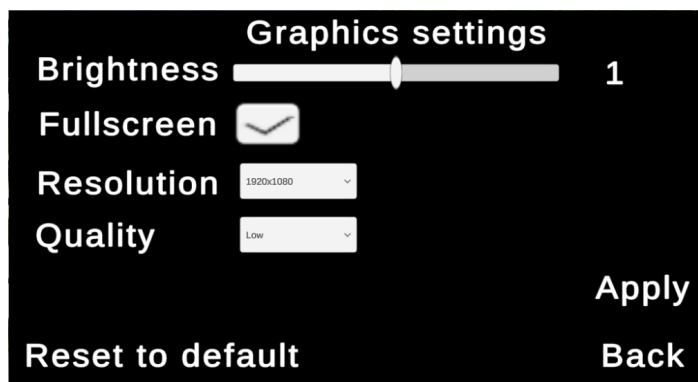 Graphics settings
Brightness 1
Fullscreen
Resolution 1920x1080
Quality Low
Apply
Reset to default Back